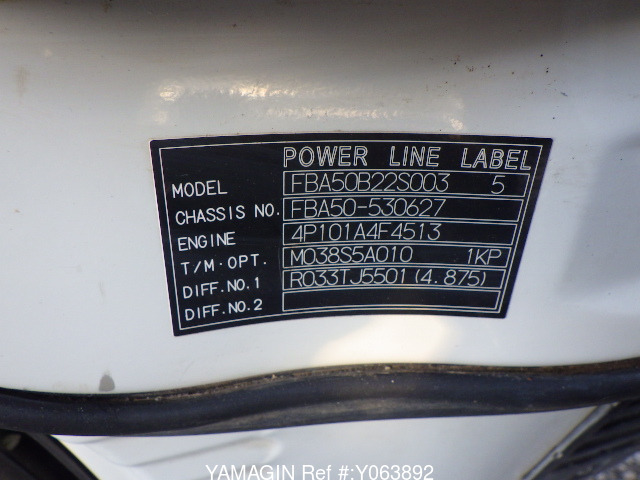 POWER LINE LABEL
MODEL FBA50B22S003 5
CHASSIS NO. FBA50-530627
ENGINE 4P101A4F4513
T/M·OPT. M038S5A010 1KP
DIFF.NO.1 R033TJ5501(4.875)
DIFF.NO.2
YAMAGIN Ref #:Y063892